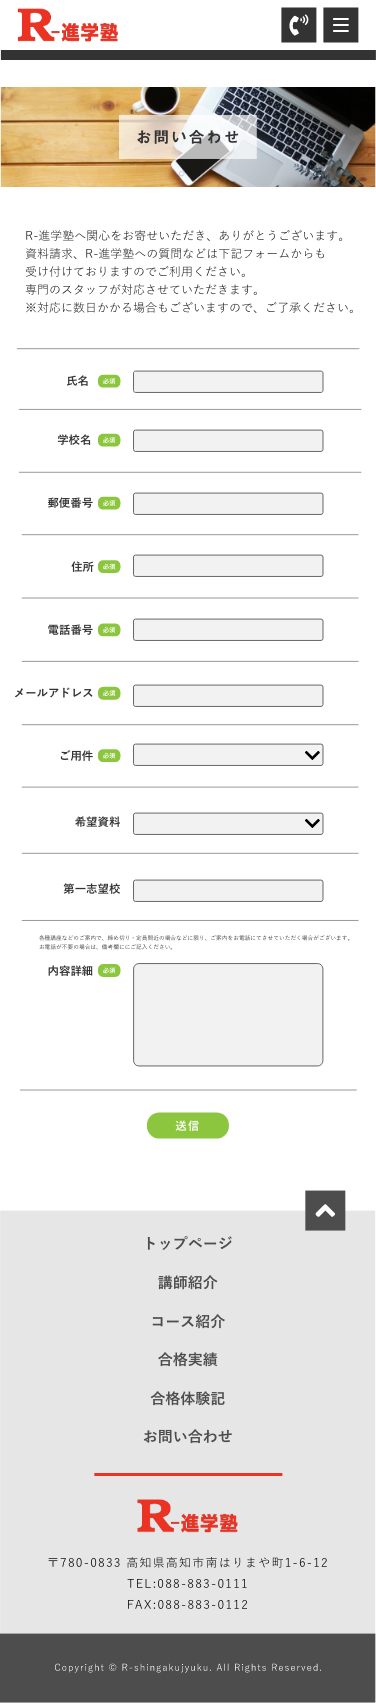 R-進学塾
お問い合わせ
R-進学塾へ関心をお寄せいただき、ありがとうございます。
資料請求、R-進学塾への質問などは下記フォームからも
受け付けておりますのでご利用ください。
専門のスタッフが対応させていただきます。
※対応に数日かかる場合もございますので、ご了承ください。
氏名 必須
学校名 必須
郵便番号 必須
住所 必須
電話番号 必須
メールアドレス 必須
ご用件 必須
希望資料
第一志望校
各種講座などのご案内で、締め切り・定員間近の場合などに限り、ご案内をお電話にてさせていただく場合がございます。
お電話が不要の場合は、備考欄ににご記入ください。
内容詳細 必須
送信
トップページ
講師紹介
コース紹介
合格実績
合格体験記
お問い合わせ
R-進学塾
〒780-0833 高知県高知市南はりまや町1-6-12
TEL:088-883-0111
FAX:088-883-0112
Copyright © R-shingakujyuku. All Rights Reserved.